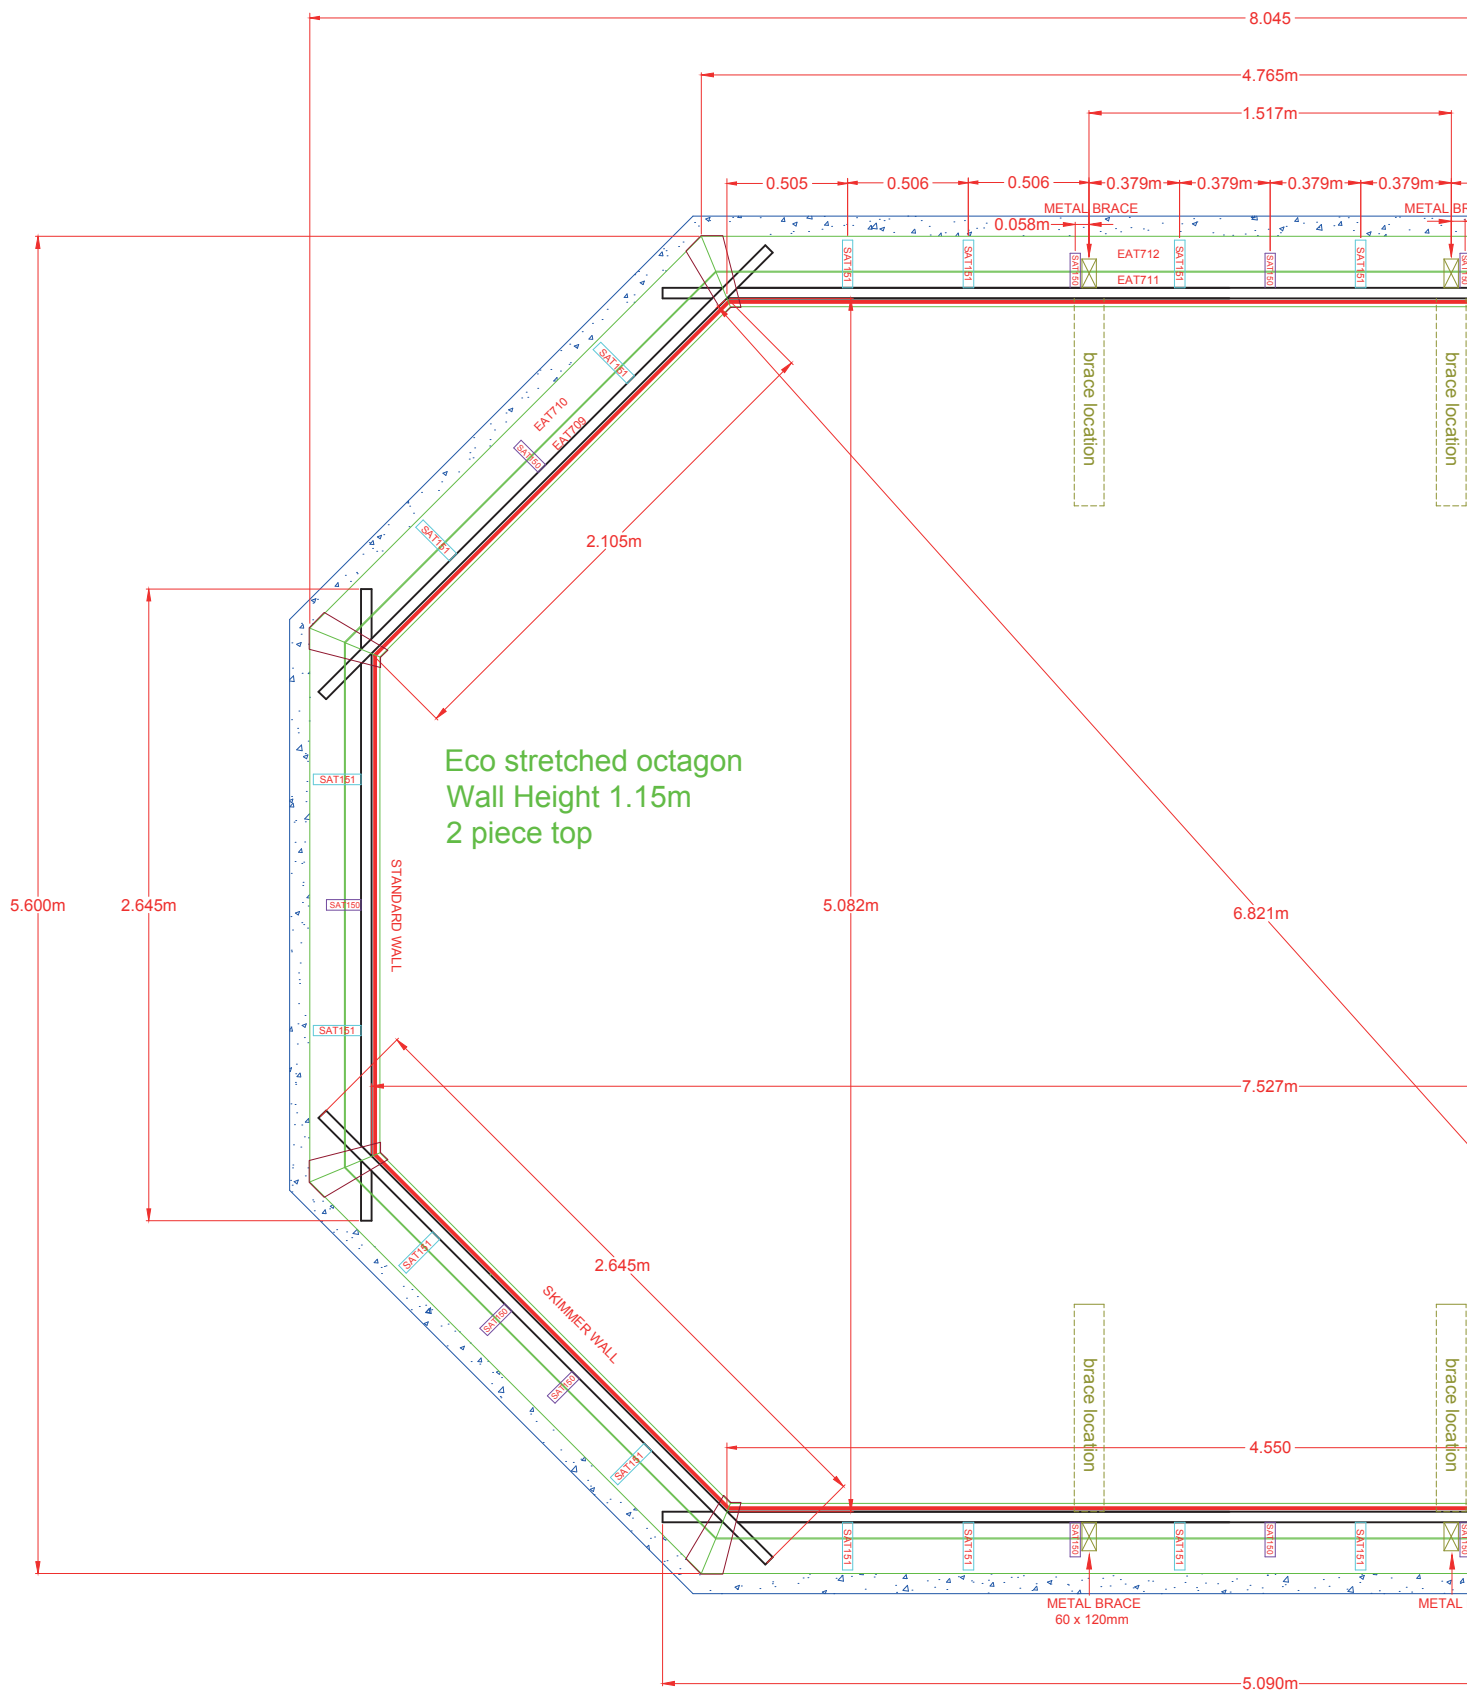 8.045
4.765m
1.517m
0.505
0.506
0.506
0.379m
0.379m
0.379m
0.379m
METAL BRACE
METAL BR
0.058m
SAT151
SAT151
SAT150
EAT712
EAT711
SAT151
SAT150
SAT151
SAT150
brace location
brace location
SAT151
EAT710
EAT709
SAT150
SAT151
2.105m
Eco stretched octagon
Wall Height 1.15m
2 piece top
SAT151
STANDARD WALL
5.600m
2.645m
SAT150
5.082m
6.821m
SAT151
7.527m
SAT151
2.645m
SAT150
SKIMMER WALL
SAT150
SAT151
brace location
brace location
4.550
SAT151
SAT151
SAT150
SAT151
SAT150
SAT151
SAT150
METAL BRACE
60 x 120mm
METAL
5.090m